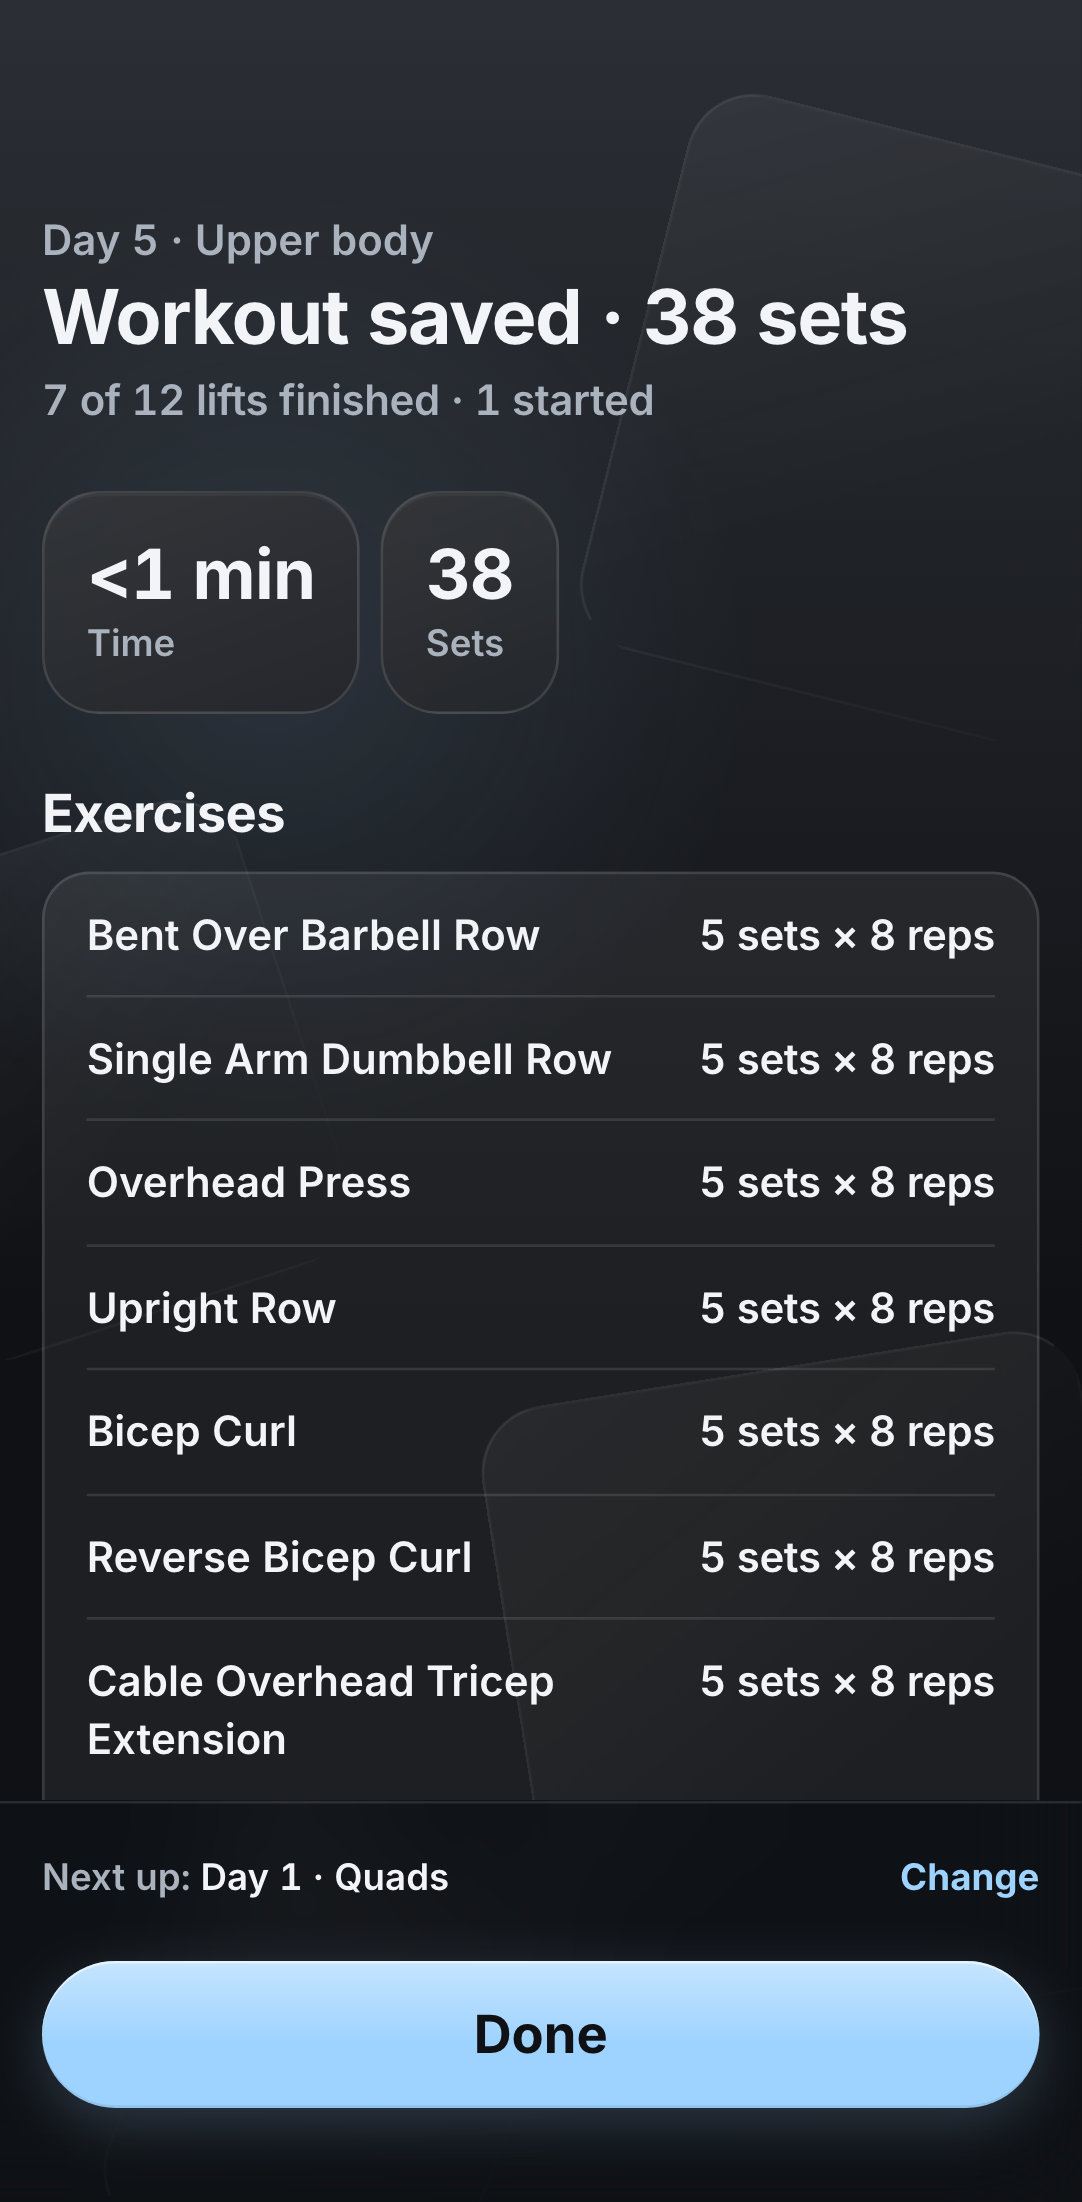 Day 5 · Upper body
Workout saved · 38 sets
7 of 12 lifts finished · 1 started
<1 min
Time
38
Sets
Exercises
Bent Over Barbell Row 5 sets × 8 reps
Single Arm Dumbbell Row 5 sets × 8 reps
Overhead Press 5 sets × 8 reps
Upright Row 5 sets × 8 reps
Bicep Curl 5 sets × 8 reps
Reverse Bicep Curl 5 sets × 8 reps
Cable Overhead Tricep 5 sets × 8 reps
Extension
Next up: Day 1 · Quads Change
Done